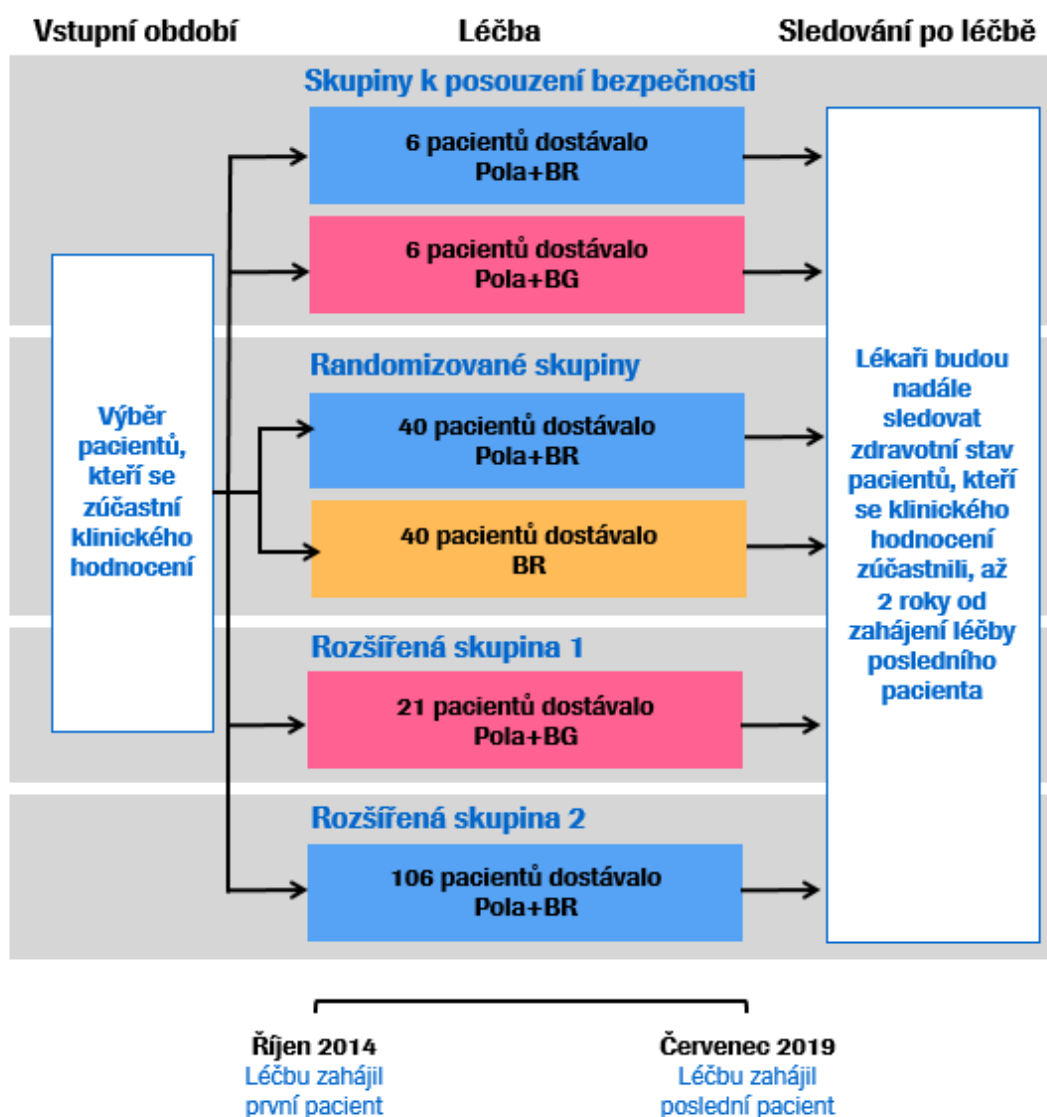 Vstupní období
Léčba
Sledování po léčbě
Skupiny k posouzení bezpečnosti
6 pacientů dostávalo
Pola+BR
6 pacientů dostávalo
Pola+BG
Randomizované skupiny
40 pacientů dostávalo
Pola+BR
40 pacientů dostávalo
BR
Rozšířená skupina 1
21 pacientů dostávalo
Pola+BG
Rozšířená skupina 2
106 pacientů dostávalo
Pola+BR
Výběr
pacientů,
kteří se
zúčastní
klinického
hodnocení
Lékaři budou
nadále
sledovat
zdravotní stav
pacientů, kteří
se klinického
hodnocení
zúčastnili, až
2 roky od
zahájení léčby
posledního
pacienta
Říjen 2014
Léčbu zahájil
první pacient
Červenec 2019
Léčbu zahájil
poslední pacient